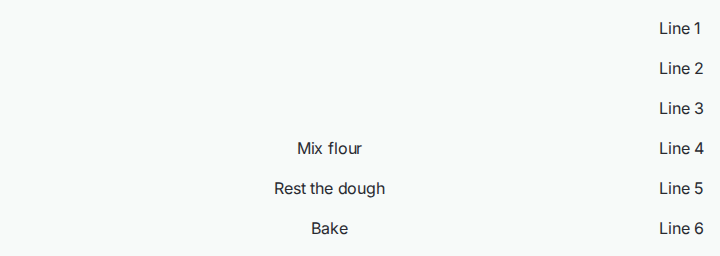 Line 1
Line 2
Line 3
Mix flour Line 4
Rest the dough Line 5
Bake Line 6